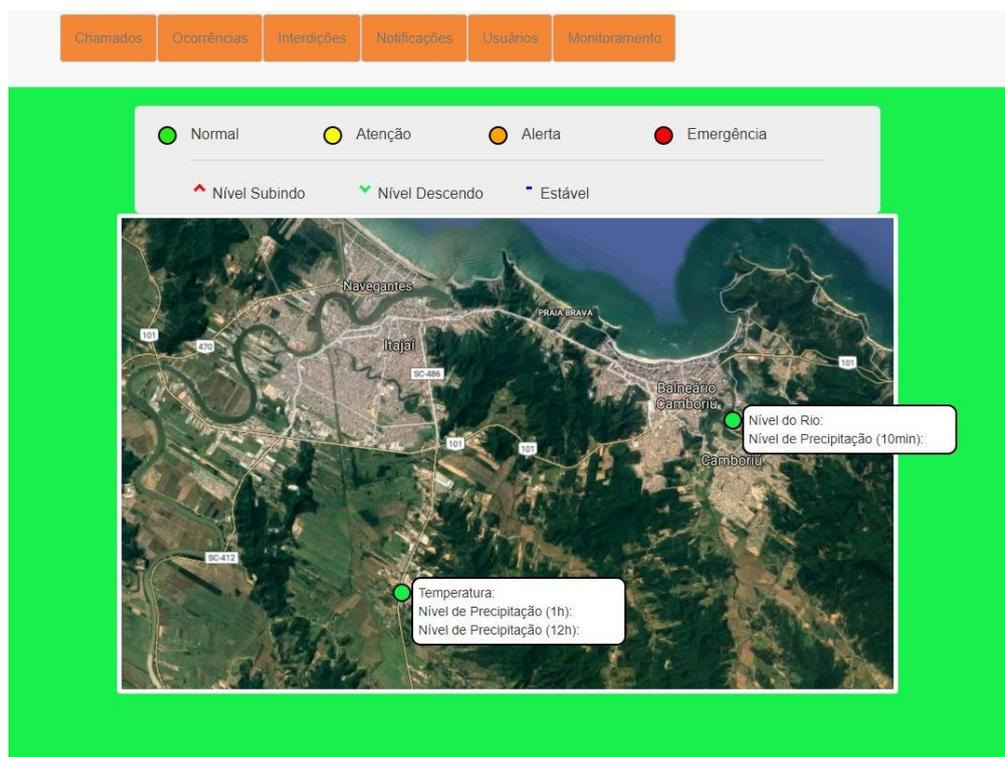 Chamados Ocorrências Interdições Notificações Usuários Monitoramento
Normal Atenção Alerta Emergência
Nível Subindo Nível Descendo Estável
Navegantes
PRAIA BRAVA
101
470
Itajaí
SC-486
101
Balneário
Camboriú
Nível do Rio:
Nível de Precipitação (10min):
101
101
Camboriú
SC-412
Temperatura:
Nível de Precipitação (1h):
Nível de Precipitação (12h):